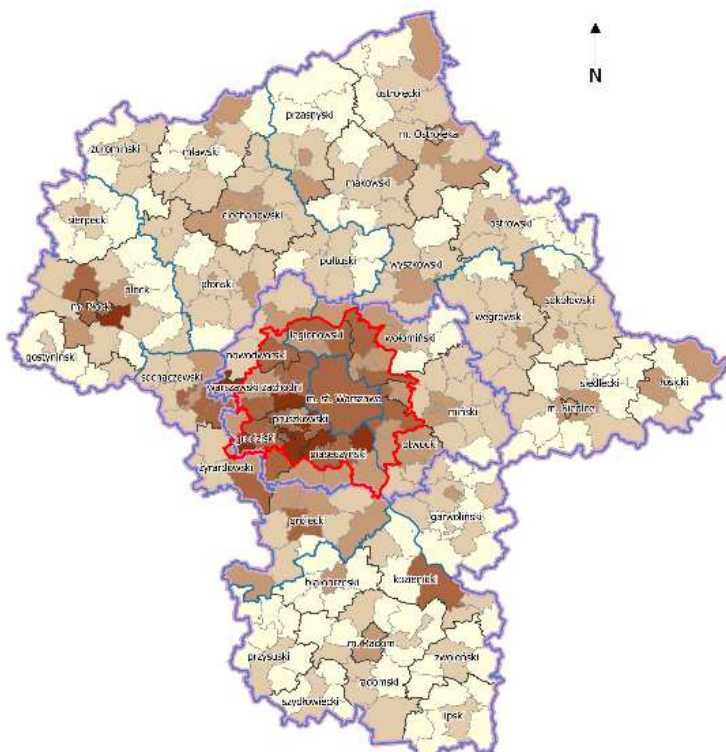 N
ostrołęcki
przasnyski
m. Ostrołęka
żuromiński
mławski
makowski
sierpecki
ciechanowski
ostrowski
pułtuski
wyszkowski
płock
płoński
sokołowski
m. Płock
węgrowski
legionowski
wołomiński
gostyniński
nowodworski
sochaczewski
siedlecki
łosicki
warszawski zachodni
m. st. Warszawa
m. Siedlce
miński
pruszkowski
grodziski
otwock
piaseczyński
żyrardowski
garwoliński
grójecki
białobrzeski
kozienicki
m. Radom
przysuski
zwoleński
radomski
szydłowiecki
lipski